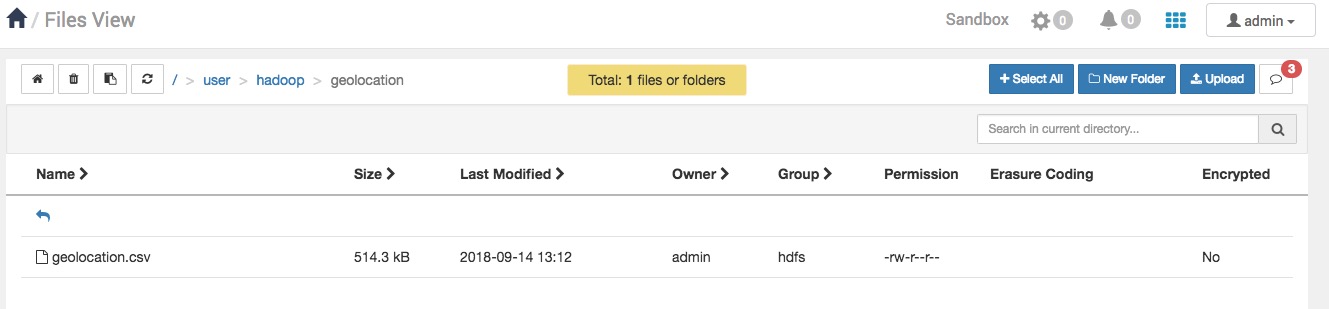 / Files View Sandbox 0 0 admin
/ > user > hadoop > geolocation Total: 1 files or folders + Select All New Folder Upload 3
Search in current directory...
Name Size Last Modified Owner Group Permission Erasure Coding Encrypted
geolocation.csv 514.3 kB 2018-09-14 13:12 admin hdfs -rw-r--r-- No